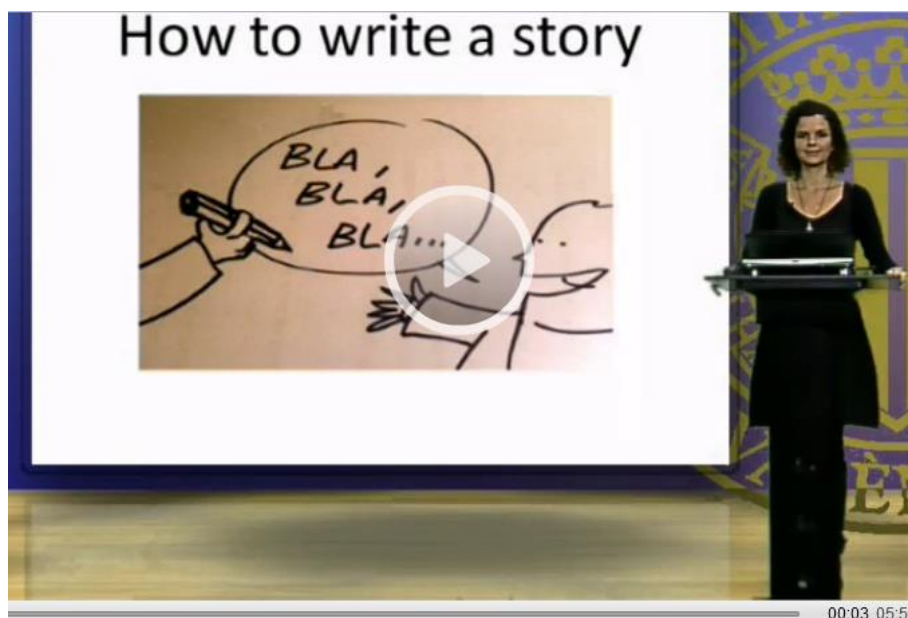 How to write a story
BLA,
BLA,
BLA...
00:03